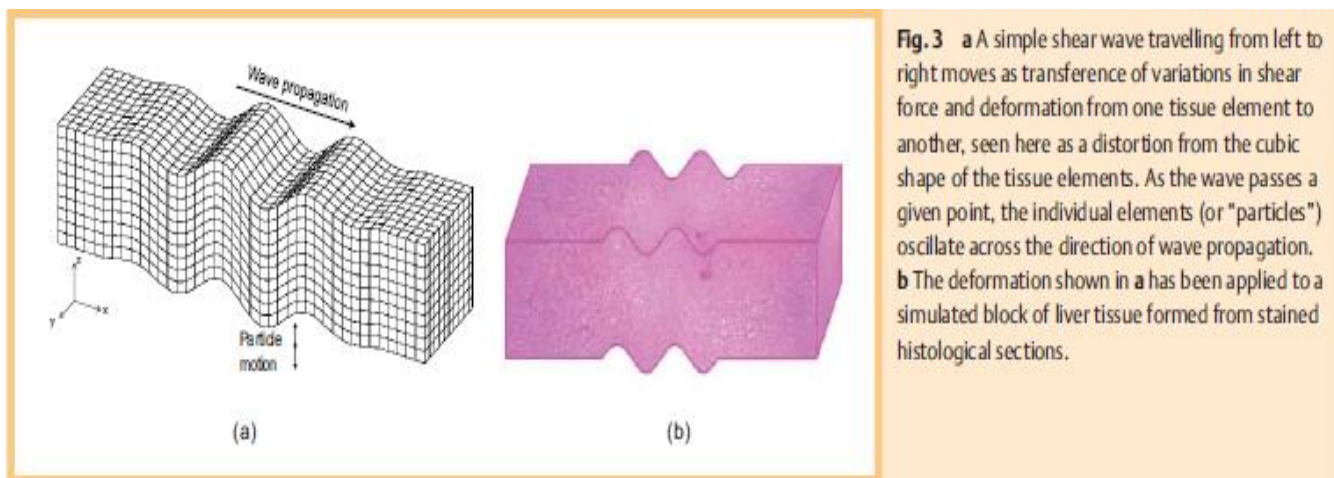 Wave propagation
z
y
x
Particle
motion
(a)
(b)
Fig. 3 a A simple shear wave travelling from left to
right moves as transference of variations in shear
force and deformation from one tissue element to
another, seen here as a distortion from the cubic
shape of the tissue elements. As the wave passes a
given point, the individual elements (or "particles")
oscillate across the direction of wave propagation.
b The deformation shown in a has been applied to a
simulated block of liver tissue formed from stained
histological sections.